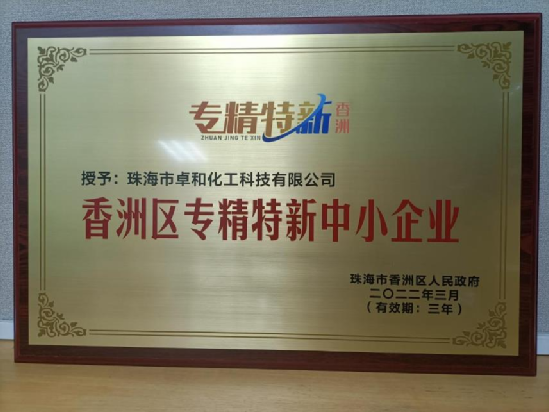 专精特新 香洲
ZHUAN JING TE XIN
授予：珠海市卓和化工科技有限公司
香洲区专精特新中小企业
珠海市香洲区人民政府
二〇二二年三月
（有效期：三年）